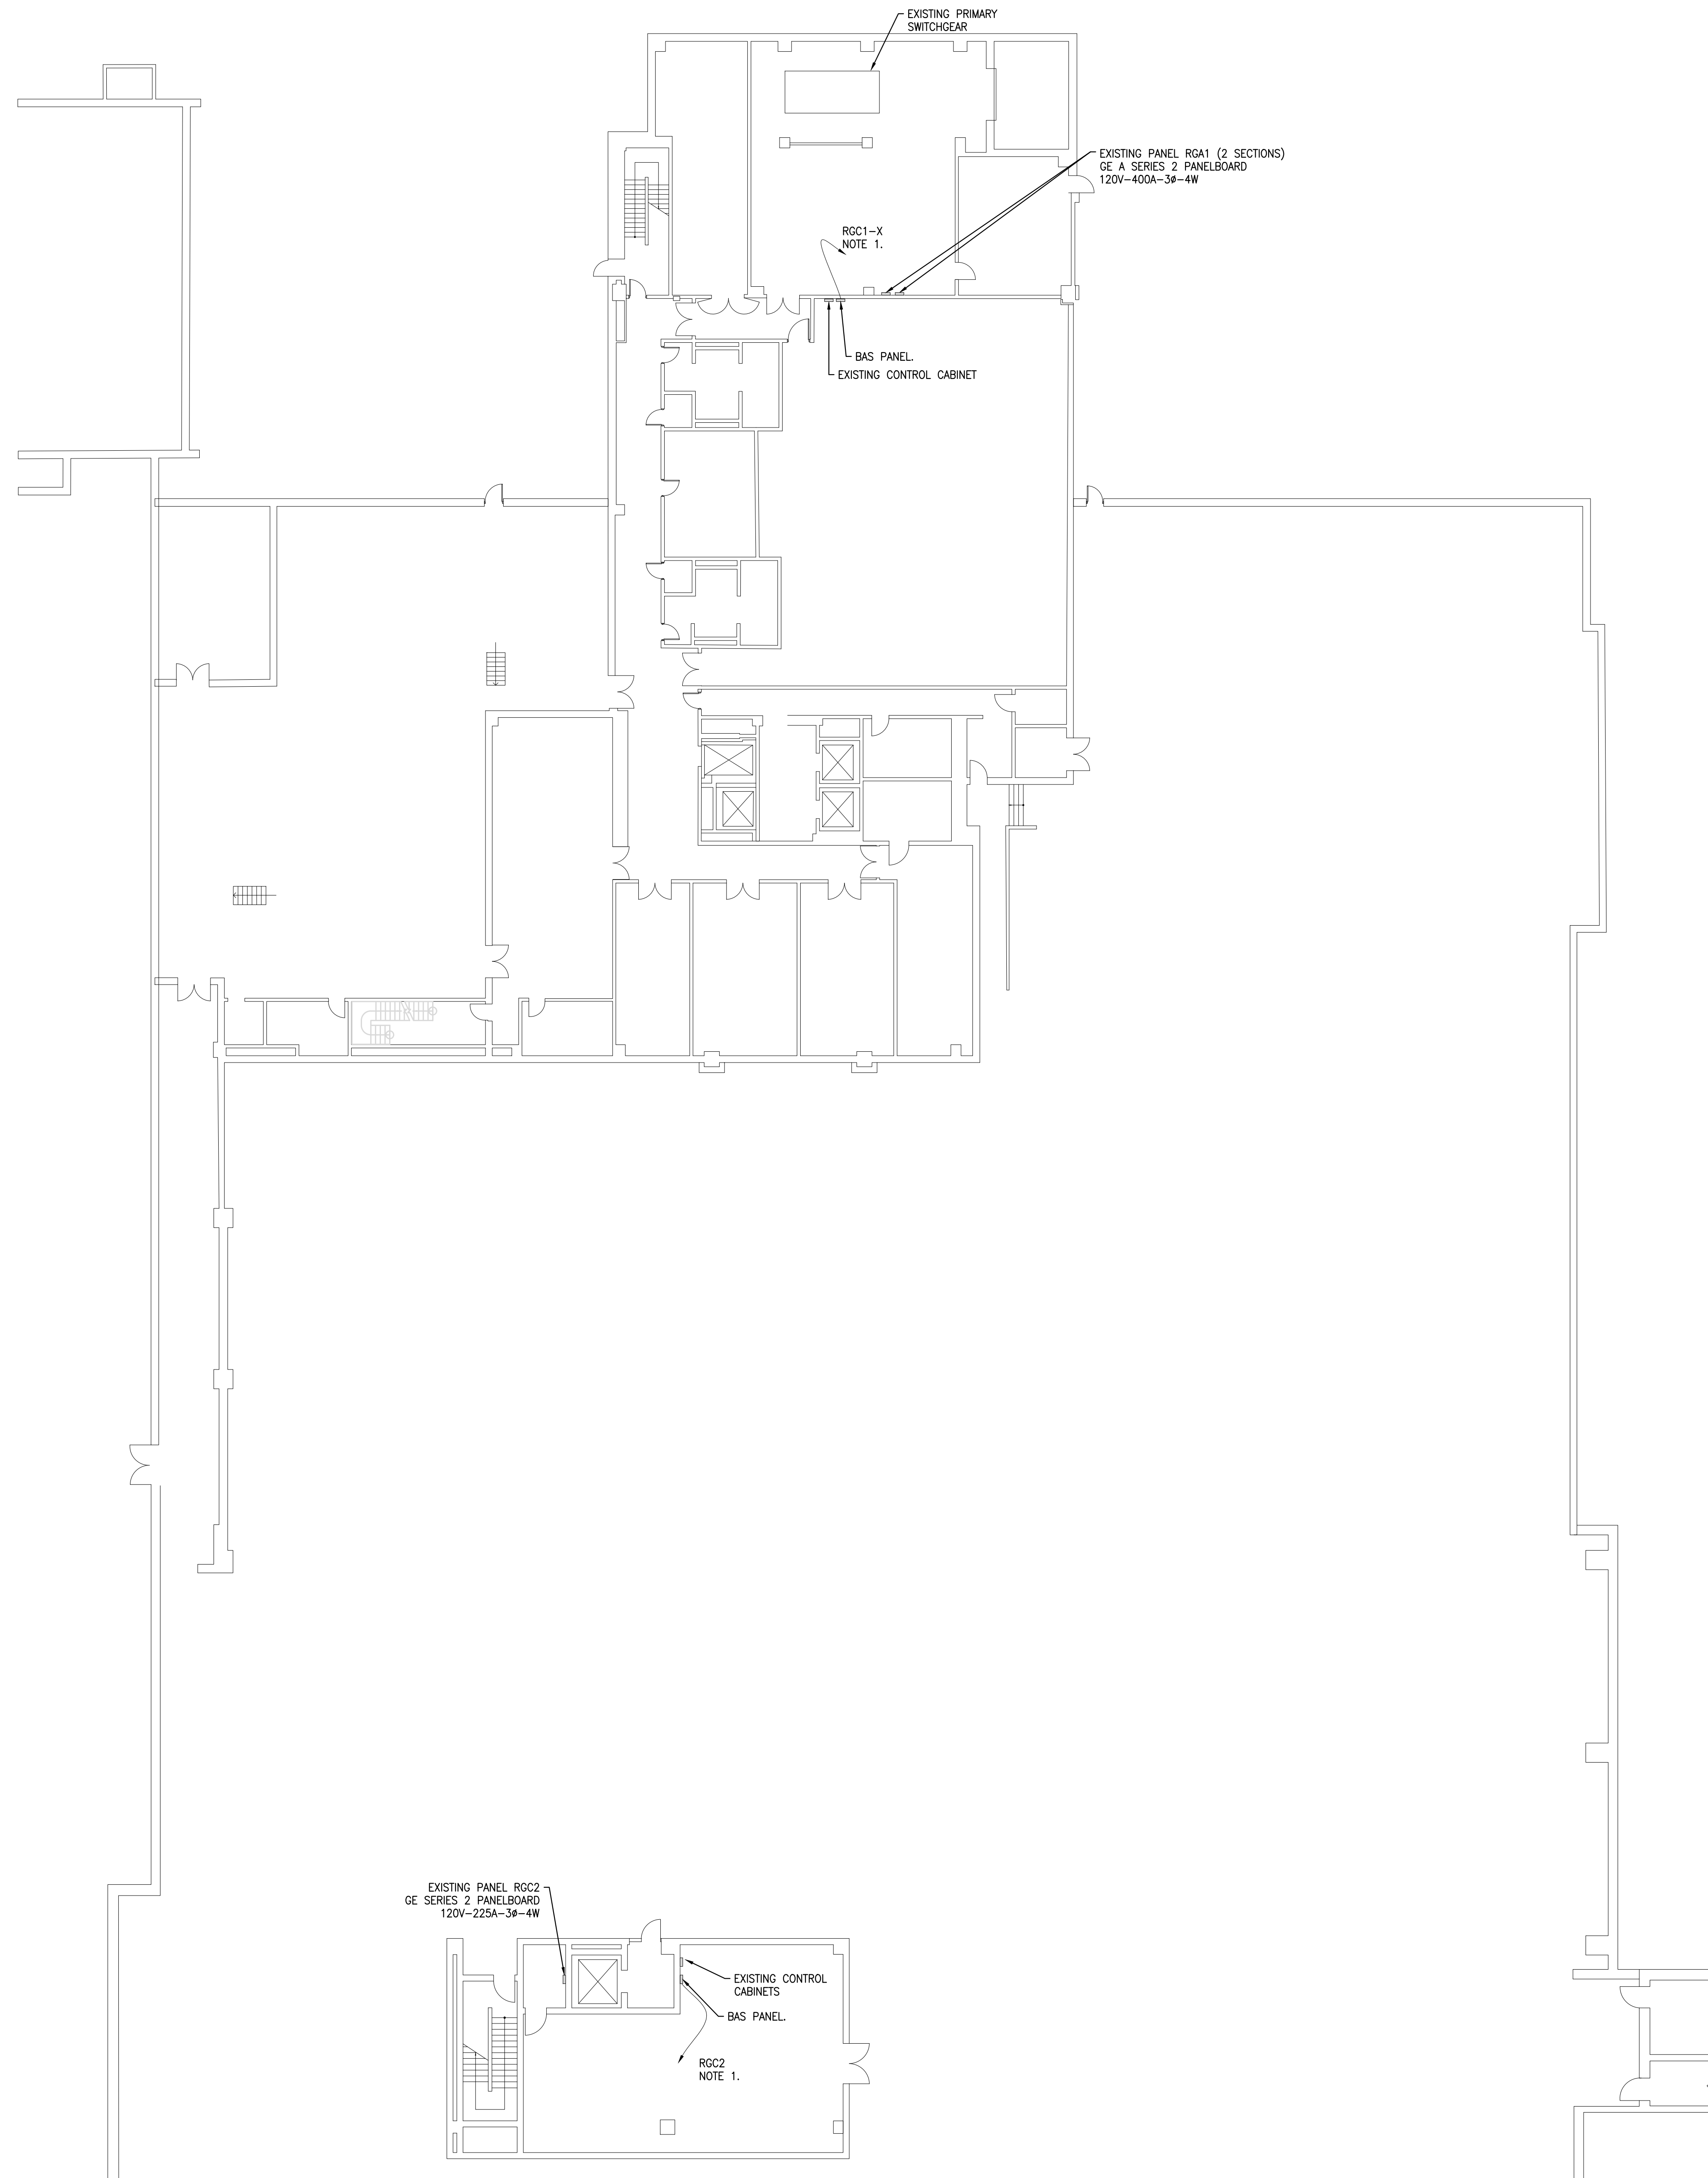 EXISTING PRIMARY
SWITCHGEAR
EXISTING PANEL RGA1 (2 SECTIONS)
GE A SERIES 2 PANELBOARD
120V-400A-3ø-4W
RGC1-X
NOTE 1.
BAS PANEL.
EXISTING CONTROL CABINET
EXISTING PANEL RGC2
GE SERIES 2 PANELBOARD
120V-225A-3ø-4W
EXISTING CONTROL
CABINETS
BAS PANEL.
RGC2
NOTE 1.